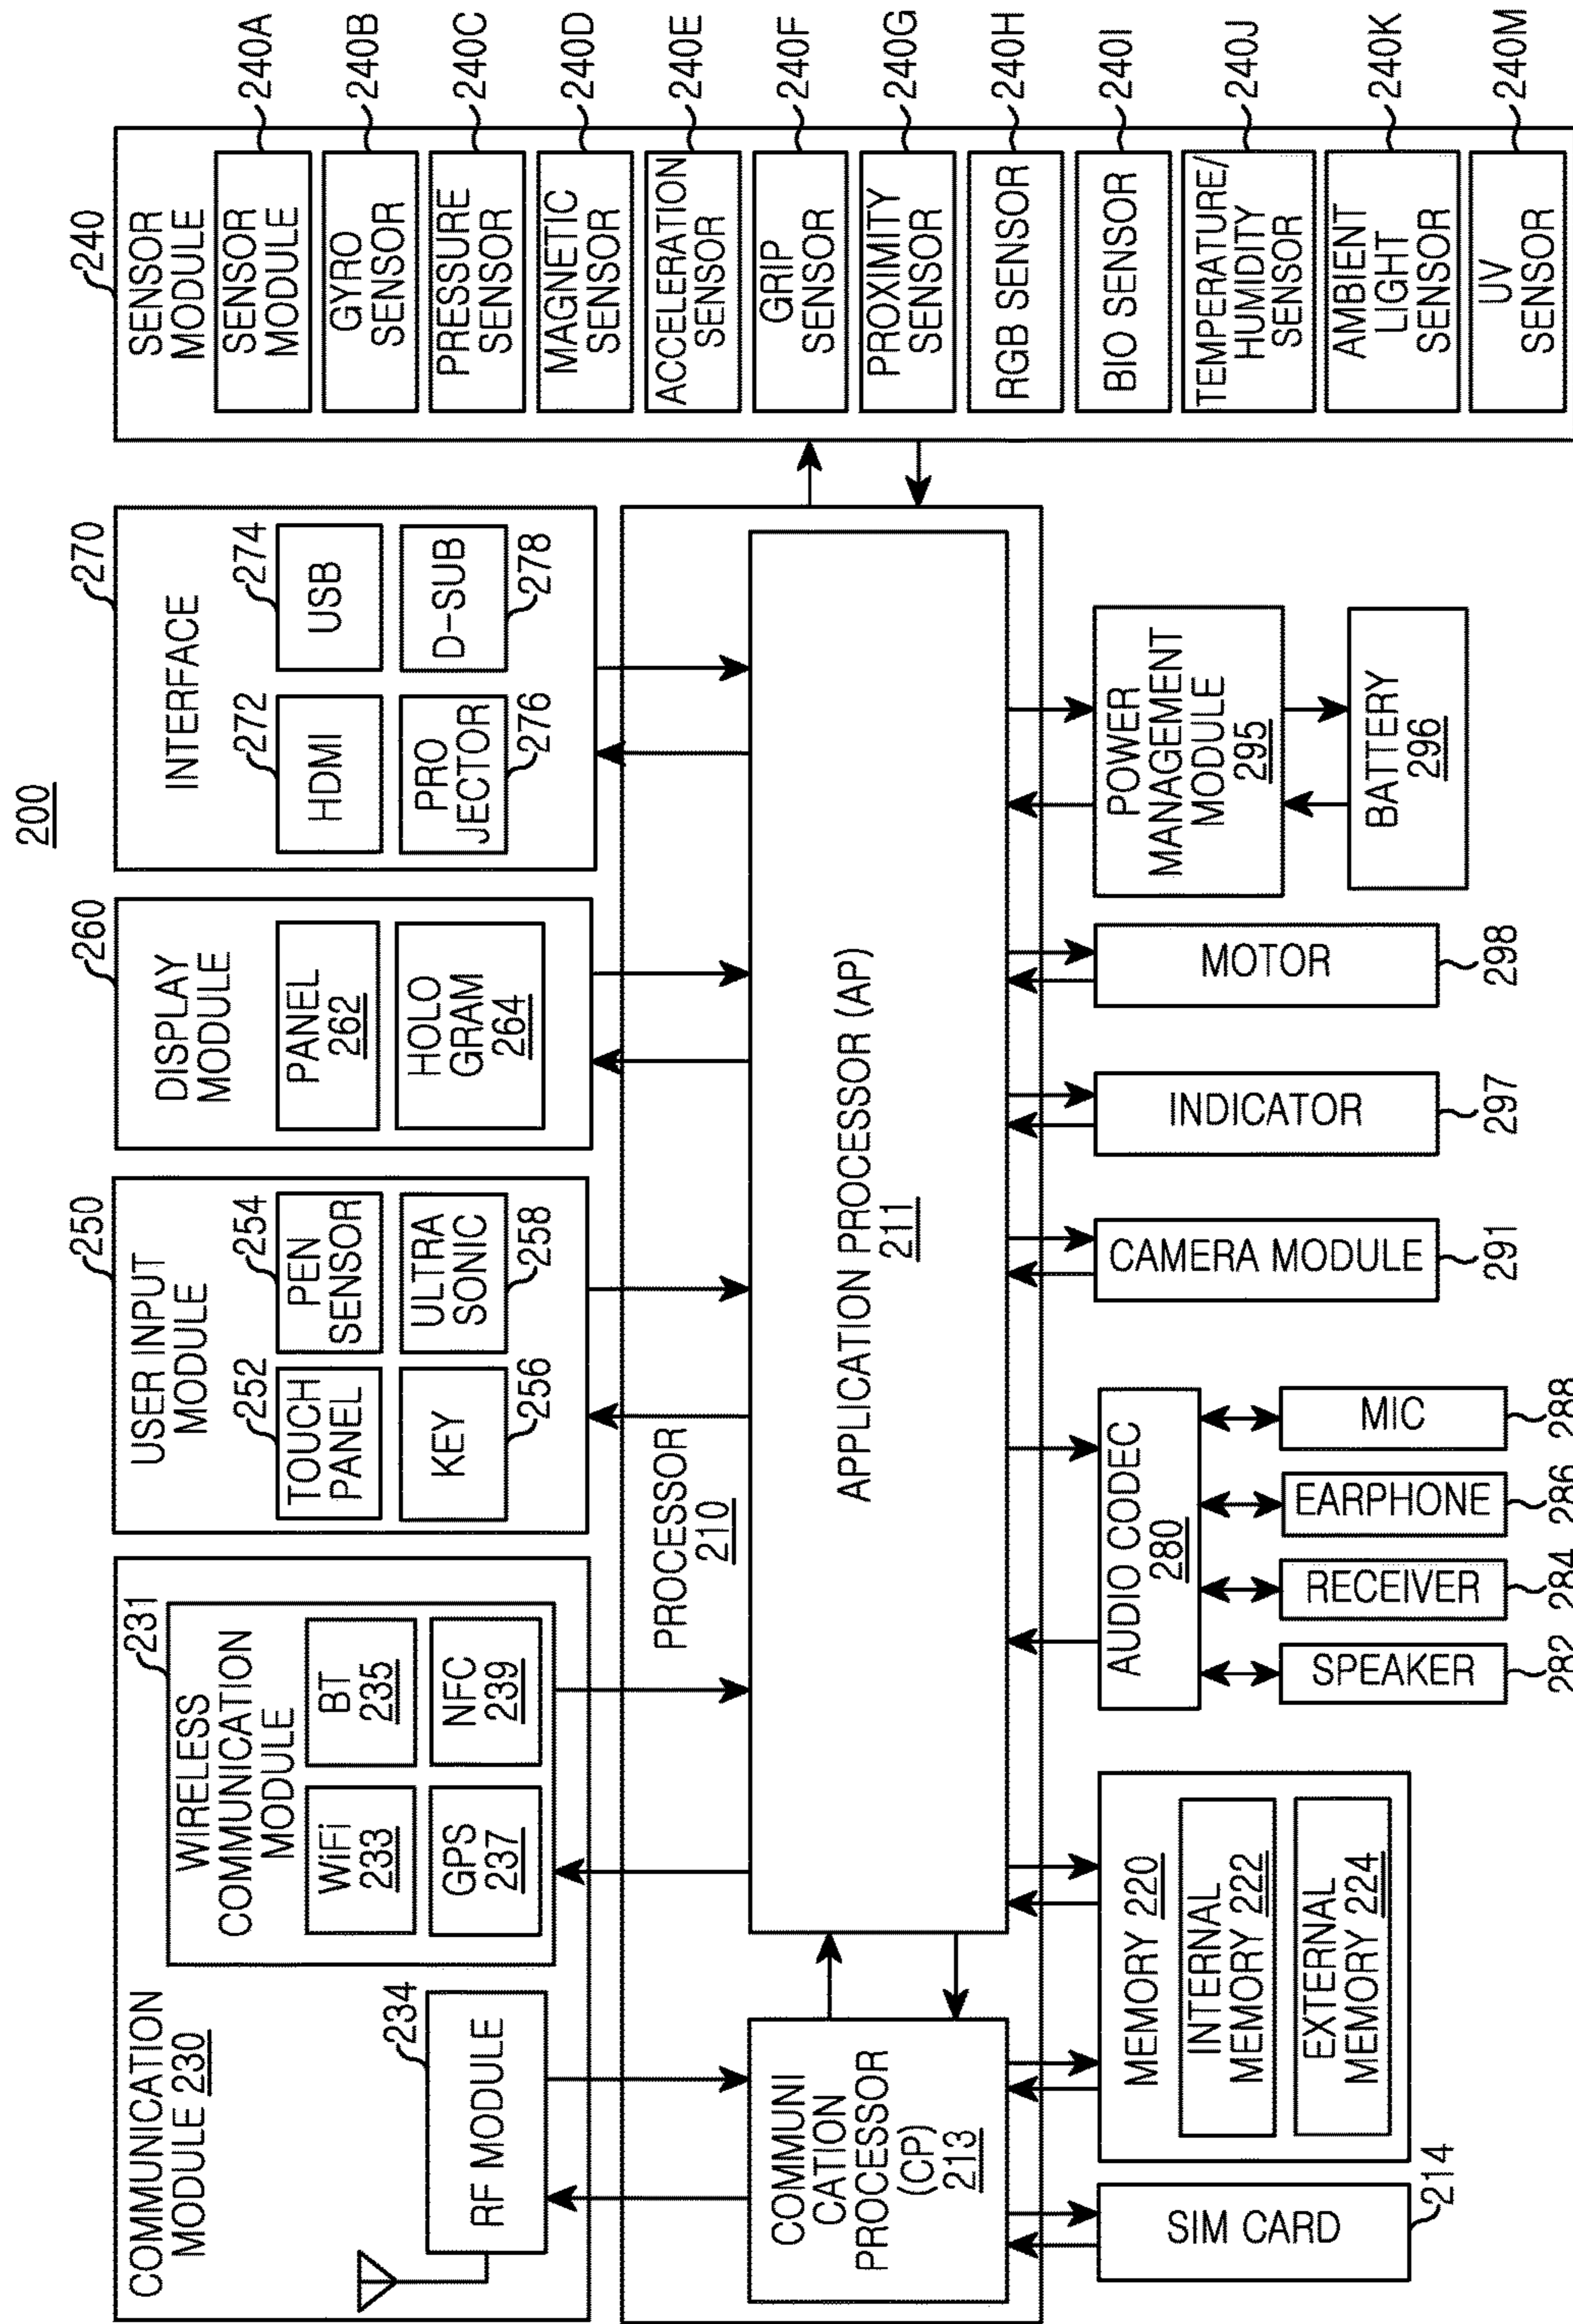 200
COMMUNICATION
MODULE 230
231
WIRELESS
COMMUNICATION
MODULE
WiFi
233
BT
235
GPS
237
NFC
239
234
RF MODULE
250
USER INPUT
MODULE
252
TOUCH
PANEL
254
PEN
SENSOR
KEY
256
ULTRA
SONIC
258
260
DISPLAY
MODULE
PANEL
262
HOLO
GRAM
264
270
INTERFACE
272
HDMI
274
USB
PRO
JECTOR
276
D-SUB
278
240
SENSOR
MODULE
SENSOR
MODULE
240A
GYRO
SENSOR
240B
PRESSURE
SENSOR
240C
MAGNETIC
SENSOR
240D
ACCELERATION
SENSOR
240E
GRIP
SENSOR
240F
PROXIMITY
SENSOR
240G
RGB SENSOR
240H
BIO SENSOR
240I
TEMPERATURE/
HUMIDITY
SENSOR
240J
AMBIENT
LIGHT
SENSOR
240K
UV
SENSOR
240M
PROCESSOR
210
COMMUNI
CATION
PROCESSOR
(CP)
213
APPLICATION PROCESSOR (AP)
211
SIM CARD
214
MEMORY 220
INTERNAL
MEMORY 222
EXTERNAL
MEMORY 224
AUDIO CODEC
280
SPEAKER
282
RECEIVER
284
EARPHONE
286
MIC
288
CAMERA MODULE
291
INDICATOR
297
MOTOR
298
POWER
MANAGEMENT
MODULE
295
BATTERY
296